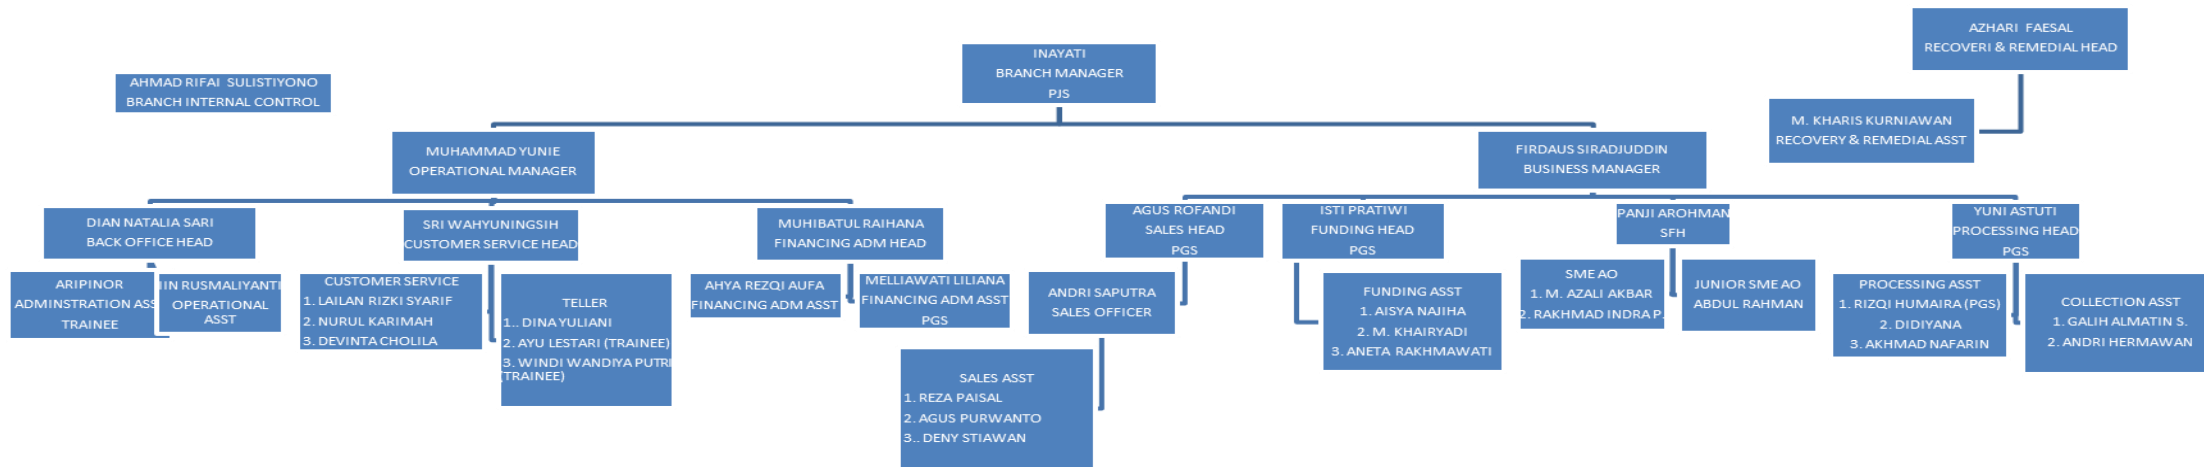 AZHARI FAESAL
RECOVERI & REMEDIAL HEAD
INAYATI
BRANCH MANAGER
PJS
AHMAD RIFAI SULISTIYONO
BRANCH INTERNAL CONTROL
M. KHARIS KURNIAWAN
RECOVERY & REMEDIAL ASST
MUHAMMAD YUNIE
OPERATIONAL MANAGER
FIRDAUS SIRADJUDDIN
BUSINESS MANAGER
DIAN NATALIA SARI
BACK OFFICE HEAD
SRI WAHYUNINGSIH
CUSTOMER SERVICE HEAD
MUHIBATUL RAIHANA
FINANCING ADM HEAD
AGUS ROFANDI
SALES HEAD
PGS
ISTI PRATIWI
FUNDING HEAD
PGS
PANJI AROHMAN
SFH
YUNI ASTUTI
PROCESSING HEAD
PGS
ARIPINOR
ADMINSTRATION ASS
TRAINEE
IIN RUSMALIYANTI
OPERATIONAL
ASST
CUSTOMER SERVICE
1. LAILAN RIZKI SYARIF
2. NURUL KARIMAH
3. DEVINTA CHOLILA
TELLER
1.. DINA YULIANI
2. AYU LESTARI (TRAINEE)
3. WINDI WANDIYA PUTRI
(TRAINEE)
AHYA REZQI AUFA
FINANCING ADM ASST
MELLIAWATI LILIANA
FINANCING ADM ASST
PGS
ANDRI SAPUTRA
SALES OFFICER
SALES ASST
1. REZA PAISAL
2. AGUS PURWANTO
3.. DENY STIAWAN
FUNDING ASST
1. AISYA NAJIHA
2. M. KHAIRYADI
3. ANETA RAKHMAWATI
SME AO
1. M. AZALI AKBAR
2. RAKHMAD INDRA P.
JUNIOR SME AO
ABDUL RAHMAN
PROCESSING ASST
1. RIZQI HUMAIRA (PGS)
2. DIDIYANA
3. AKHMAD NAFARIN
COLLECTION ASST
1. GALIH ALMATIN S.
2. ANDRI HERMAWAN